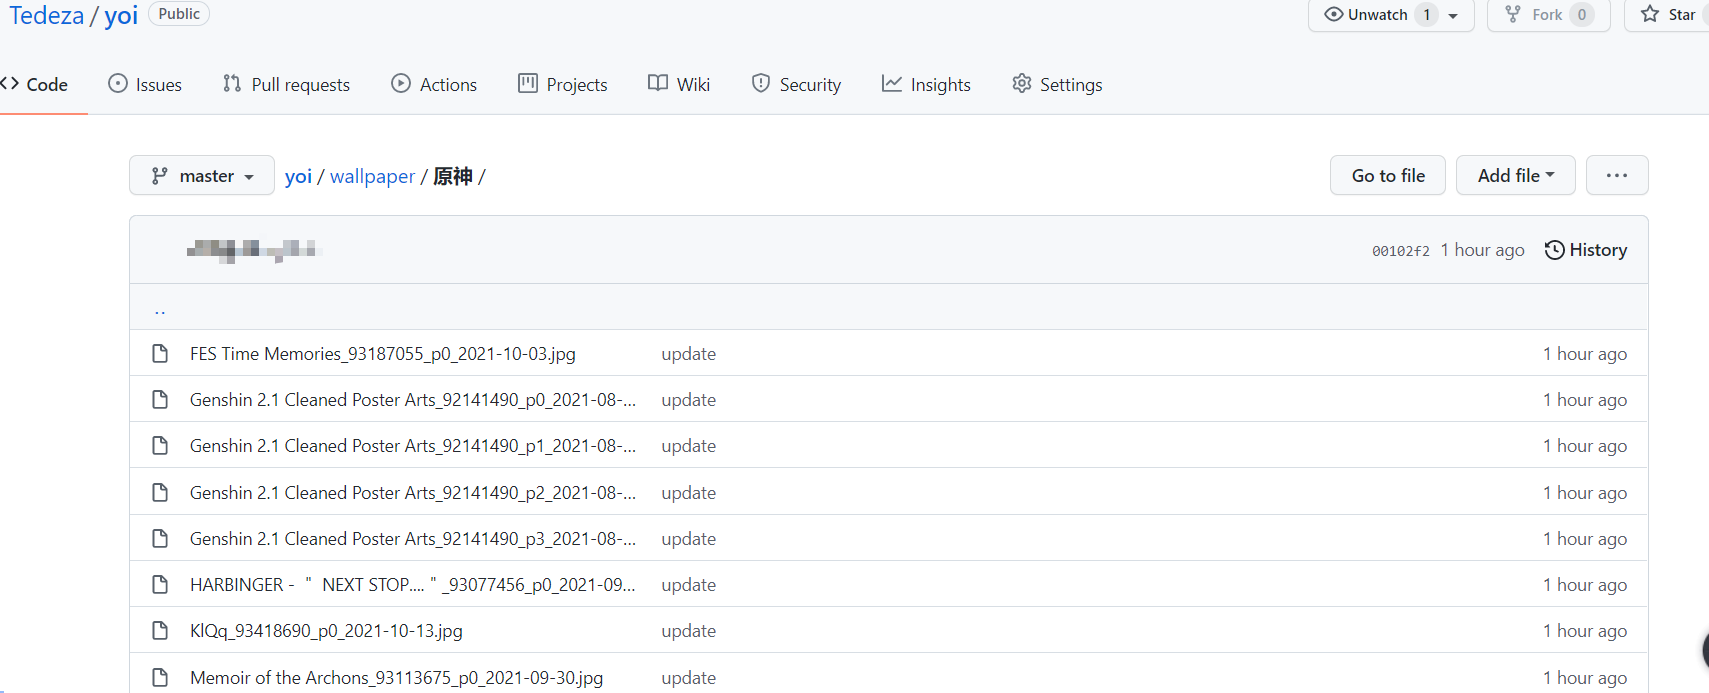 Tedeza / yoi Public Unwatch 1 Fork 0 Star
Code Issues Pull requests Actions Projects Wiki Security Insights Settings
master yoi / wallpaper / 原神 / Go to file Add file ...
00102f2 1 hour ago History
..
FES Time Memories_93187055_p0_2021-10-03.jpg update 1 hour ago
Genshin 2.1 Cleaned Poster Arts_92141490_p0_2021-08-... update 1 hour ago
Genshin 2.1 Cleaned Poster Arts_92141490_p1_2021-08-... update 1 hour ago
Genshin 2.1 Cleaned Poster Arts_92141490_p2_2021-08-... update 1 hour ago
Genshin 2.1 Cleaned Poster Arts_92141490_p3_2021-08-... update 1 hour ago
HARBINGER - ＂ NEXT STOP....＂_93077456_p0_2021-09... update 1 hour ago
KlQq_93418690_p0_2021-10-13.jpg update 1 hour ago
Memoir of the Archons_93113675_p0_2021-09-30.jpg update 1 hour ago